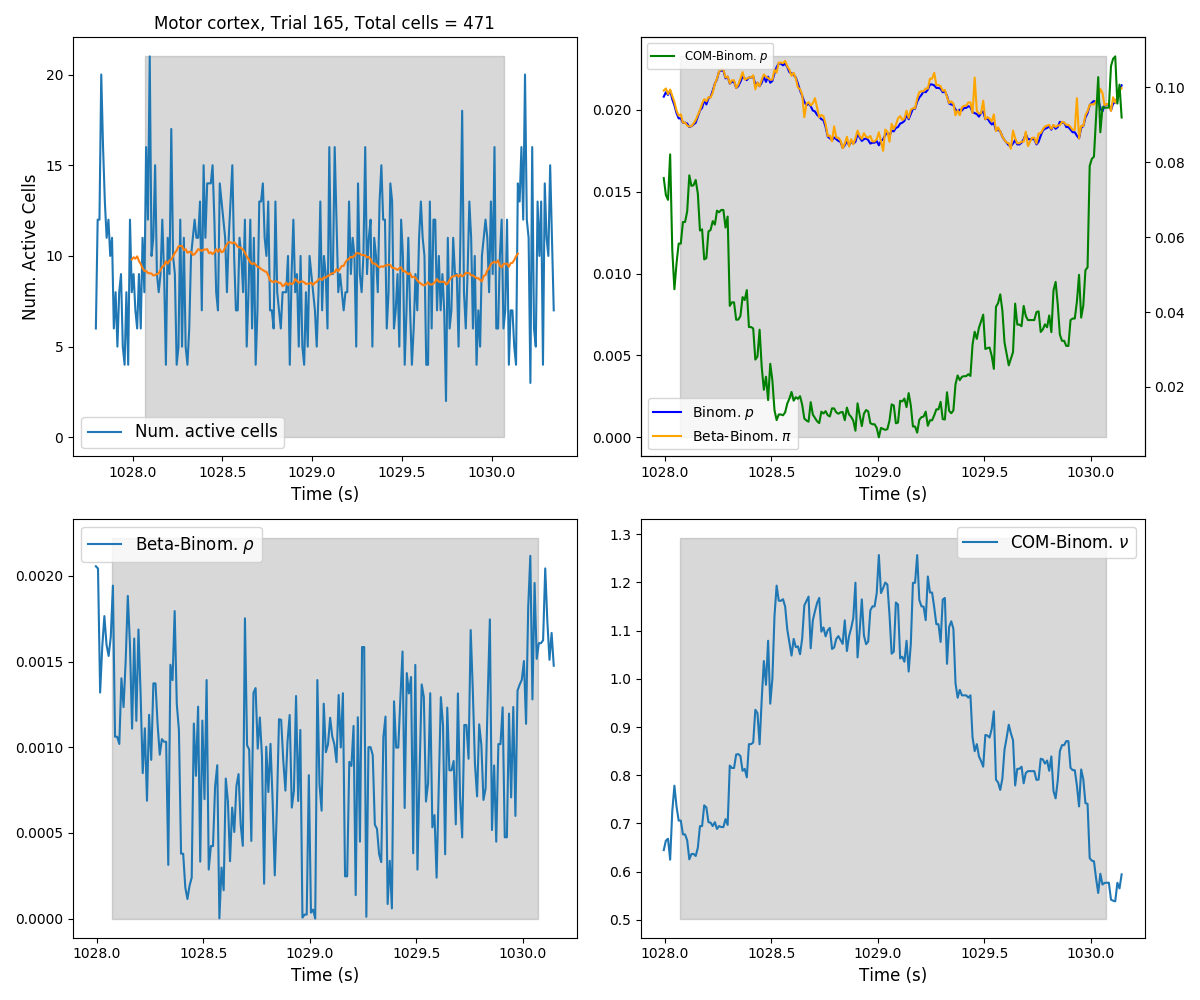 Motor cortex, Trial 165, Total cells = 471
Num. Active Cells
20
15
10
5
0
Num. active cells
1028.0 1028.5 1029.0 1029.5 1030.0
Time (s)
COM-Binom. p
0.020
0.015
0.010
0.005
0.000
0.10
0.08
0.06
0.04
0.02
Binom. p
Beta-Binom. π
1028.0 1028.5 1029.0 1029.5 1030.0
Time (s)
Beta-Binom. ρ
0.0020
0.0015
0.0010
0.0005
0.0000
1028.0 1028.5 1029.0 1029.5 1030.0
Time (s)
COM-Binom. ν
1.3
1.2
1.1
1.0
0.9
0.8
0.7
0.6
0.5
1028.0 1028.5 1029.0 1029.5 1030.0
Time (s)